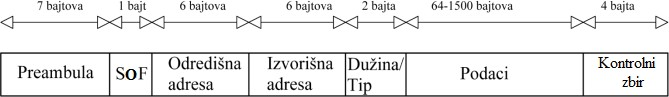 7 bajtova 1 bajt 6 bajtova 6 bajtova 2 bajta 64-1500 bajtova 4 bajta
Preambula SOF Odredišna adresa Izvorišna adresa Dužina/ Tip Podaci Kontrolni zbir